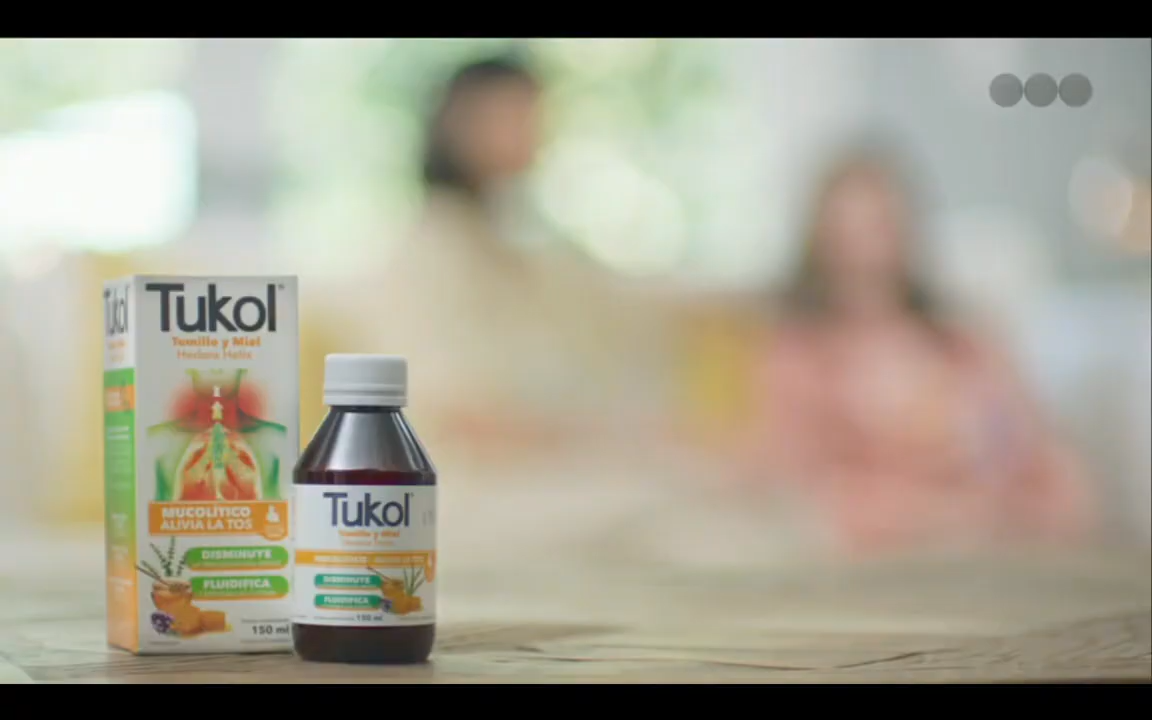 Tukol
Tukol
Tomillo y Miel
Hedera Helix
MUCOLÍTICO
ALIVIA LA TOS
DISMINUYE
FLUIDIFICA
150 ml
Tukol
Tomillo y Miel
DISMINUYE
FLUIDIFICA
150 ml